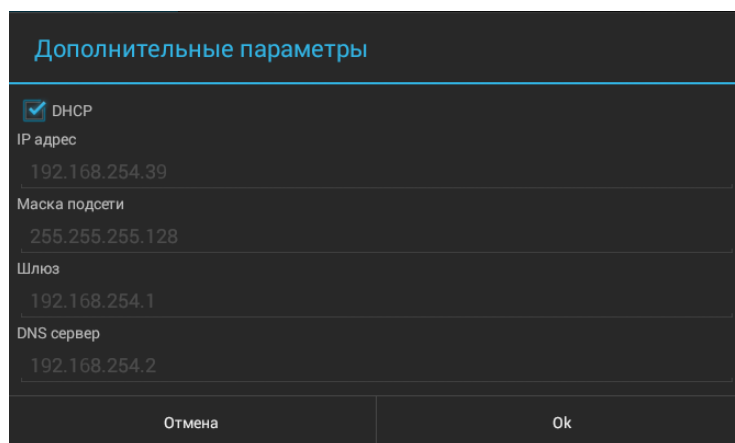 Дополнительные параметры
DHCP
IP адрес
192.168.254.39
Маска подсети
255.255.255.128
Шлюз
192.168.254.1
DNS сервер
192.168.254.2
Отмена Ok